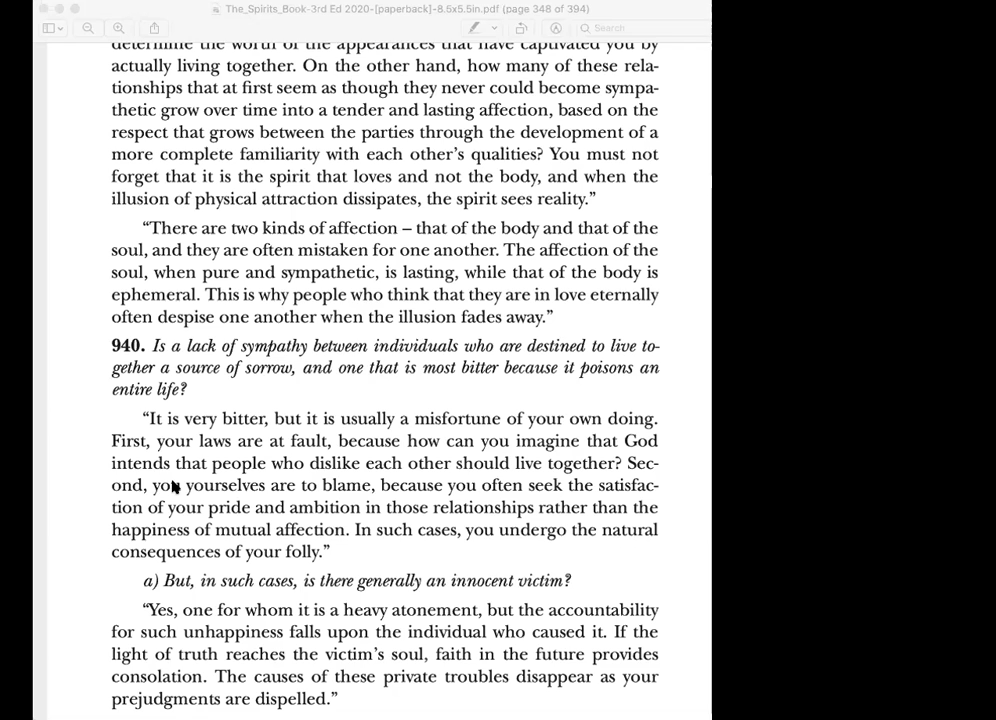 The_Spirits_Book-3rd Ed 2020-[paperback]-8.5x5.5in.pdf (page 348 of 394)
Search
determine the worth of the appearances that have captivated you by
actually living together. On the other hand, how many of these rela-
tionships that at first seem as though they never could become sympa-
thetic grow over time into a tender and lasting affection, based on the
respect that grows between the parties through the development of a
more complete familiarity with each other’s qualities? You must not
forget that it is the spirit that loves and not the body, and when the
illusion of physical attraction dissipates, the spirit sees reality.”
“There are two kinds of affection – that of the body and that of the
soul, and they are often mistaken for one another. The affection of the
soul, when pure and sympathetic, is lasting, while that of the body is
ephemeral. This is why people who think that they are in love eternally
often despise one another when the illusion fades away.”
940. Is a lack of sympathy between individuals who are destined to live to-
gether a source of sorrow, and one that is most bitter because it poisons an
entire life?
“It is very bitter, but it is usually a misfortune of your own doing.
First, your laws are at fault, because how can you imagine that God
intends that people who dislike each other should live together? Sec-
ond, you yourselves are to blame, because you often seek the satisfac-
tion of your pride and ambition in those relationships rather than the
happiness of mutual affection. In such cases, you undergo the natural
consequences of your folly.”
a) But, in such cases, is there generally an innocent victim?
“Yes, one for whom it is a heavy atonement, but the accountability
for such unhappiness falls upon the individual who caused it. If the
light of truth reaches the victim’s soul, faith in the future provides
consolation. The causes of these private troubles disappear as your
prejudgments are dispelled.”